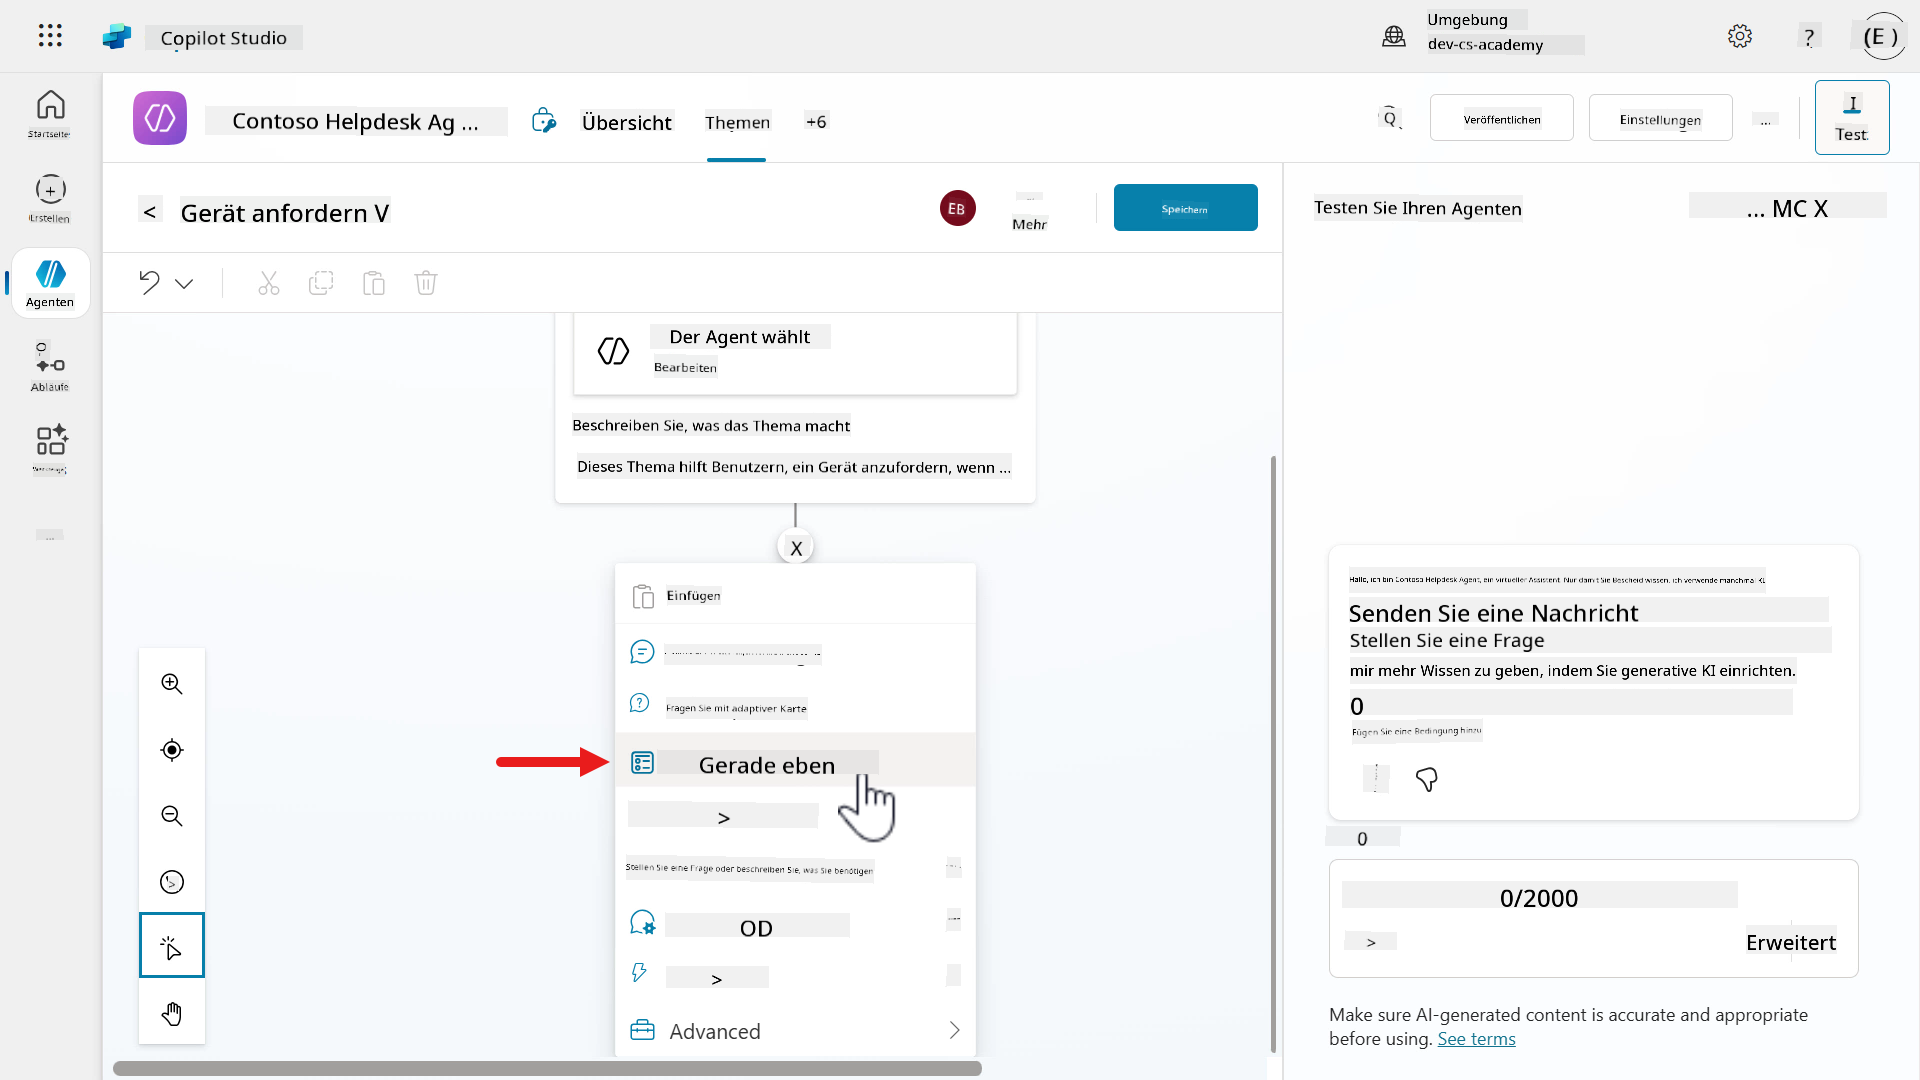 Copilot Studio
Umgebung
dev-cs-academy
?
(E )
Startseite
Erstellen
Agenten
Abläufe
...
Contoso Helpdesk Ag ...
Übersicht
Themen
+6
Q
Veröffentlichen
Einstellungen
...
I
Test
<
Gerät anfordern V
EB
Mehr
Speichern
Der Agent wählt
Bearbeiten
Beschreiben Sie, was das Thema macht
Dieses Thema hilft Benutzern, ein Gerät anzufordern, wenn ...
X
Einfügen
Fragen Sie mit adaptiver Karte
Gerade eben
>
Stellen Sie eine Frage oder beschreiben Sie, was Sie benötigen
OD
>
Advanced
Testen Sie Ihren Agenten
... MC X
Hallo, ich bin Contoso Helpdesk Agent, ein virtueller Assistent. Nur damit Sie Bescheid wissen, ich verwende manchmal KI
Senden Sie eine Nachricht
Stellen Sie eine Frage
mir mehr Wissen zu geben, indem Sie generative KI einrichten.
0
Fügen Sie eine Bedingung hinzu
0
0/2000
>
Erweitert
Make sure AI-generated content is accurate and appropriate
before using. See terms